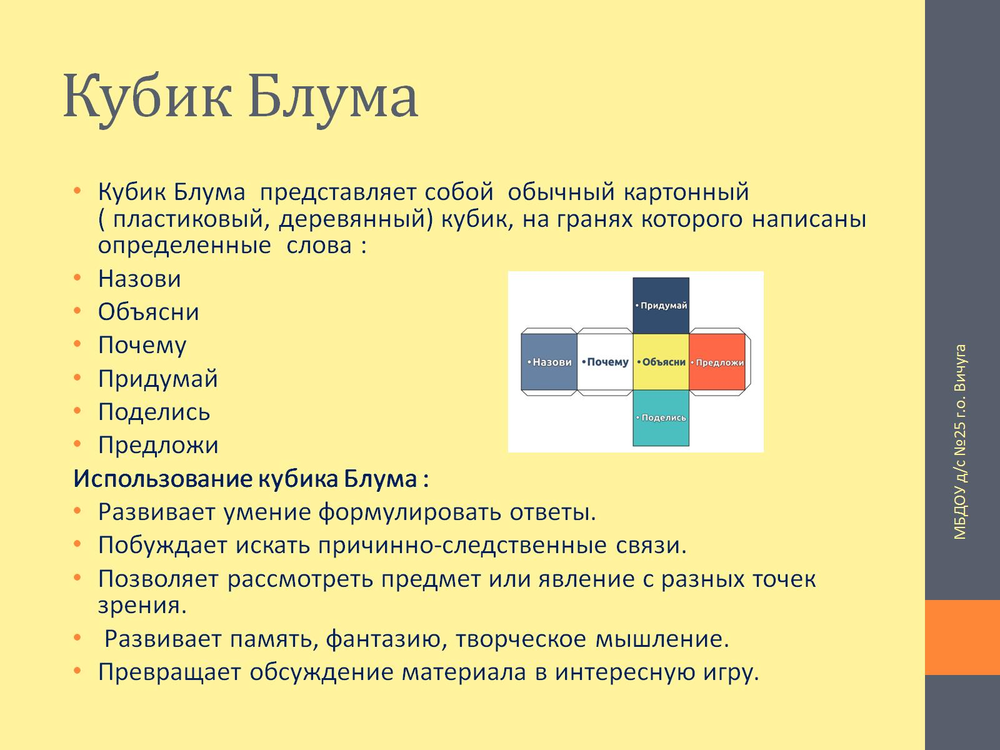 Кубик Блума
• Кубик Блума представляет собой обычный картонный
( пластиковый, деревянный) кубик, на гранях которого написаны
определенные слова :
• Назови
• Объясни
• Почему
• Придумай
• Поделись
• Предложи
• Придумай
• Назови
• Почему
• Объясни
• Предложи
• Поделись
Использование кубика Блума :
• Развивает умение формулировать ответы.
• Побуждает искать причинно-следственные связи.
• Позволяет рассмотреть предмет или явление с разных точек
зрения.
• Развивает память, фантазию, творческое мышление.
• Превращает обсуждение материала в интересную игру.
МБДОУ д/с №25 г.о. Вичуга